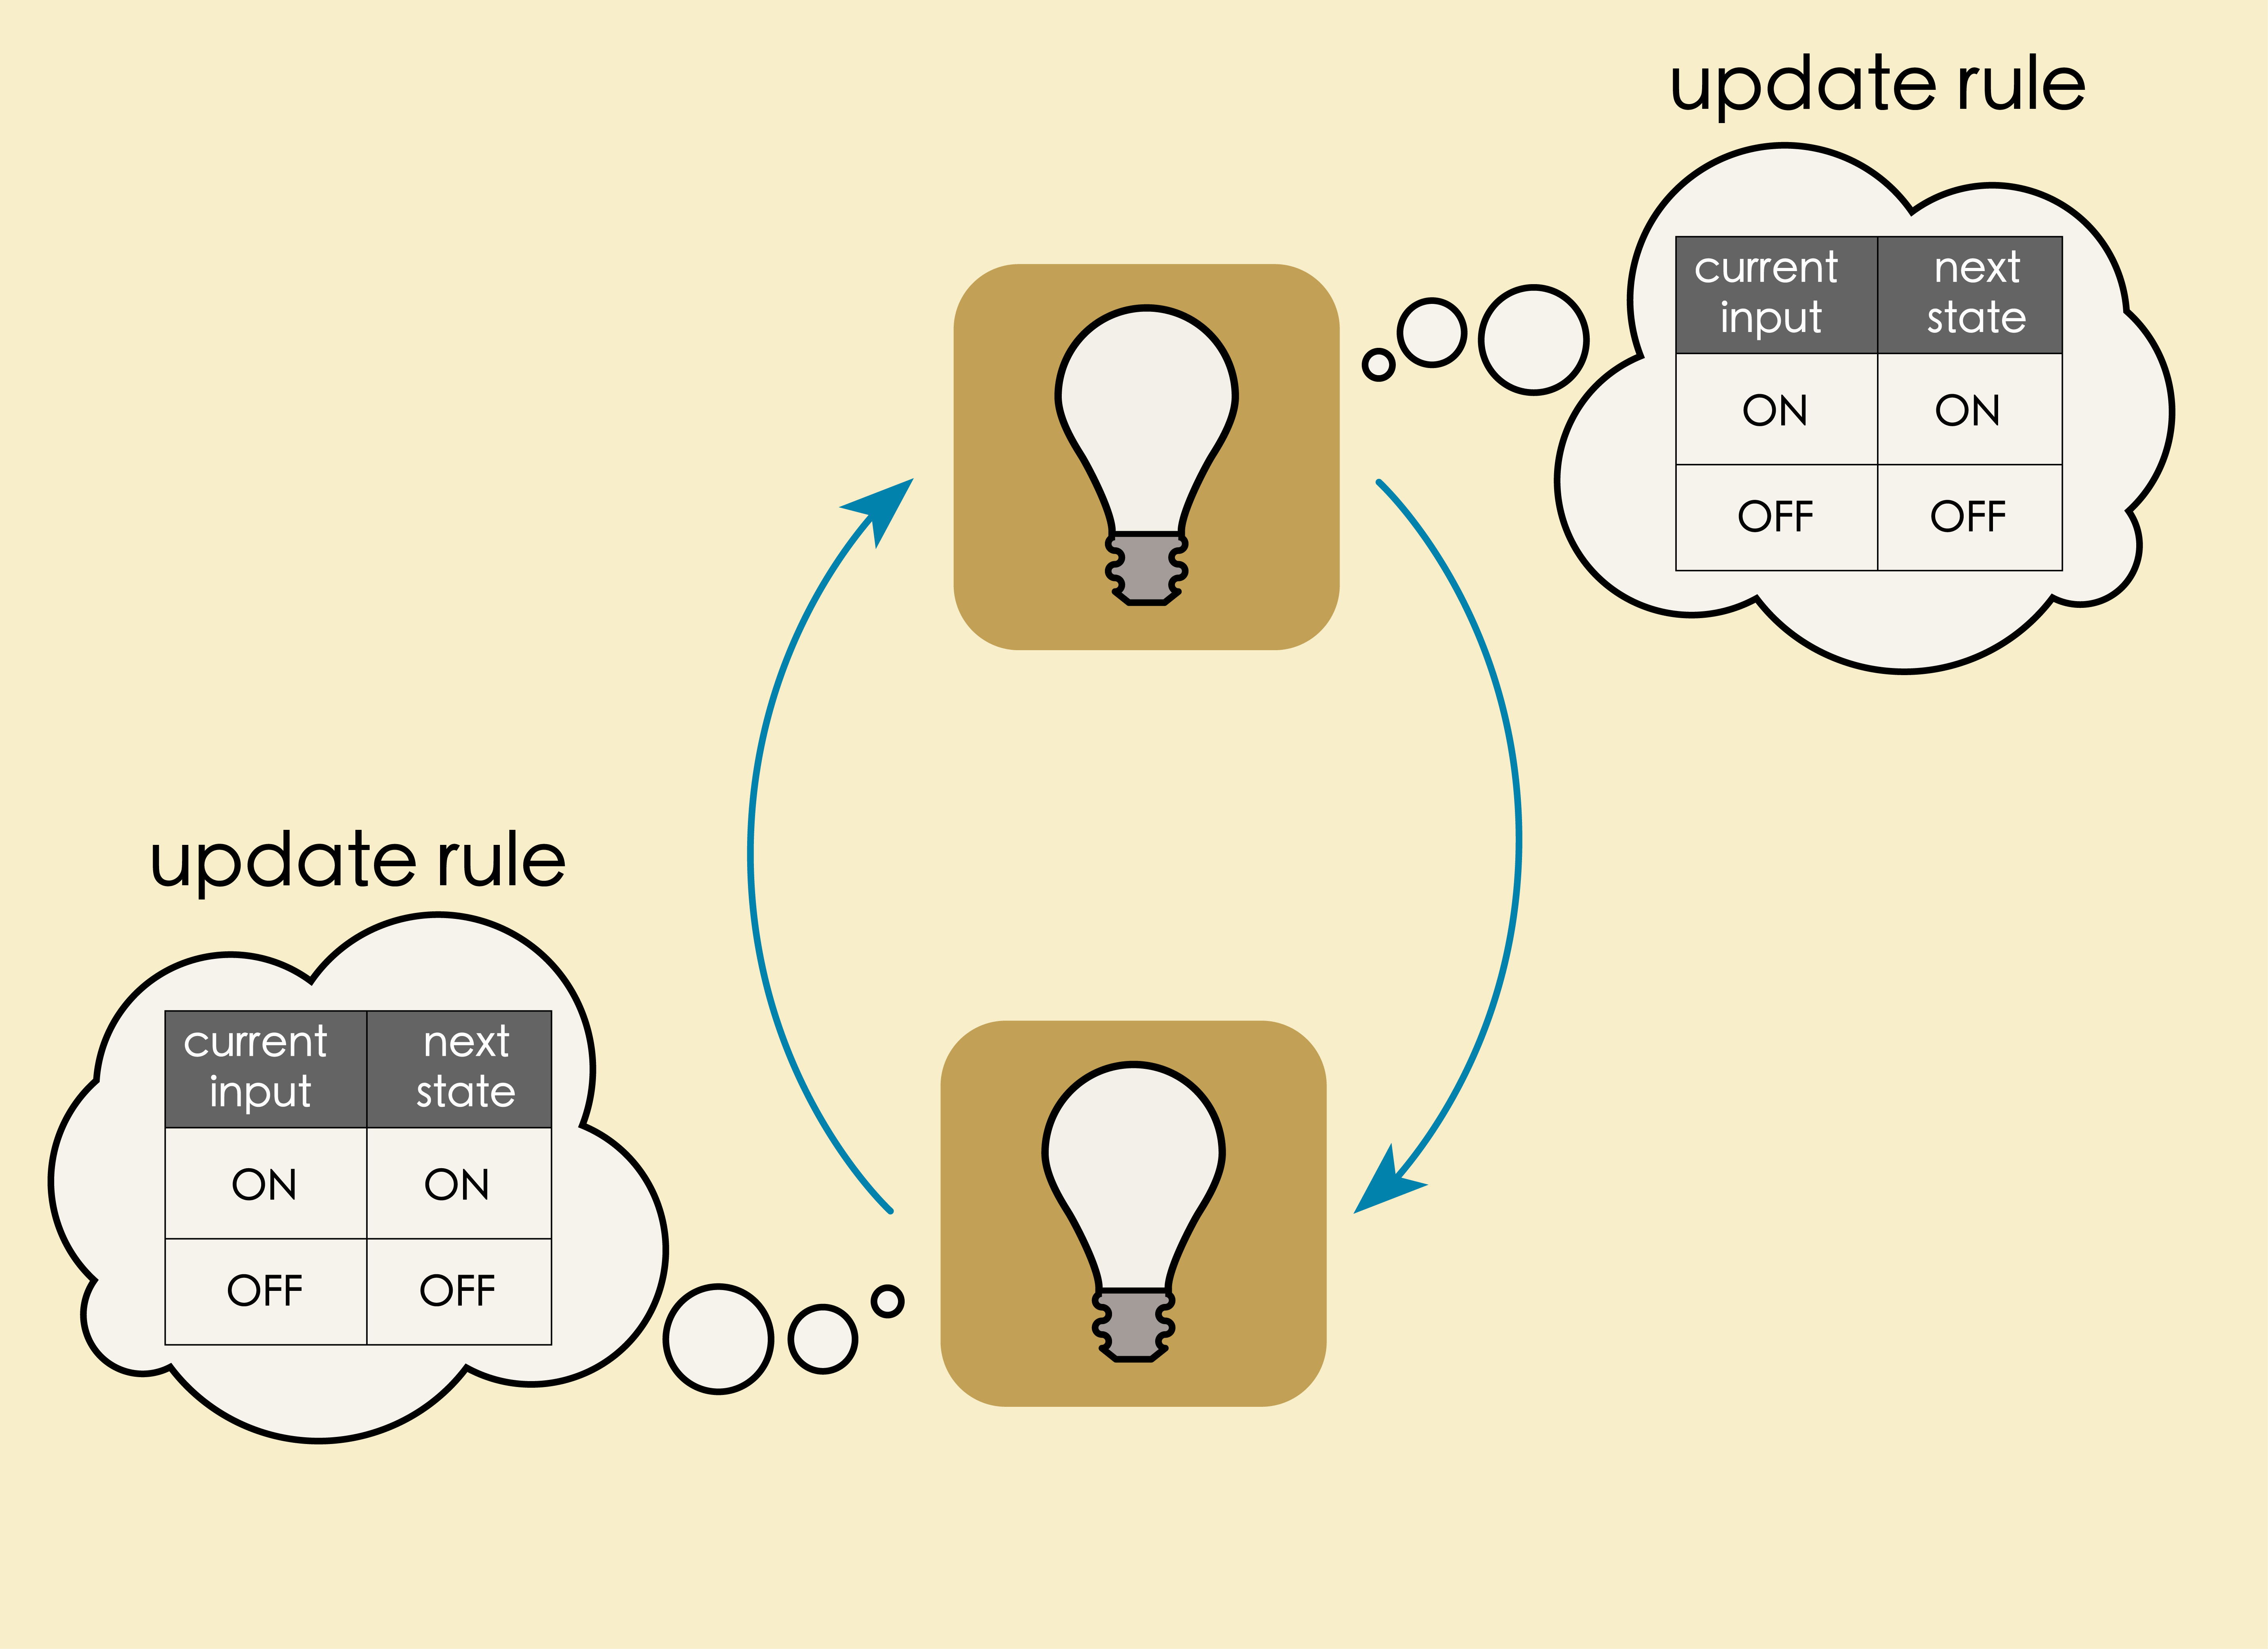 update rule
current next
input state
ON ON
OFF OFF
update rule
current next
input state
ON ON
OFF OFF